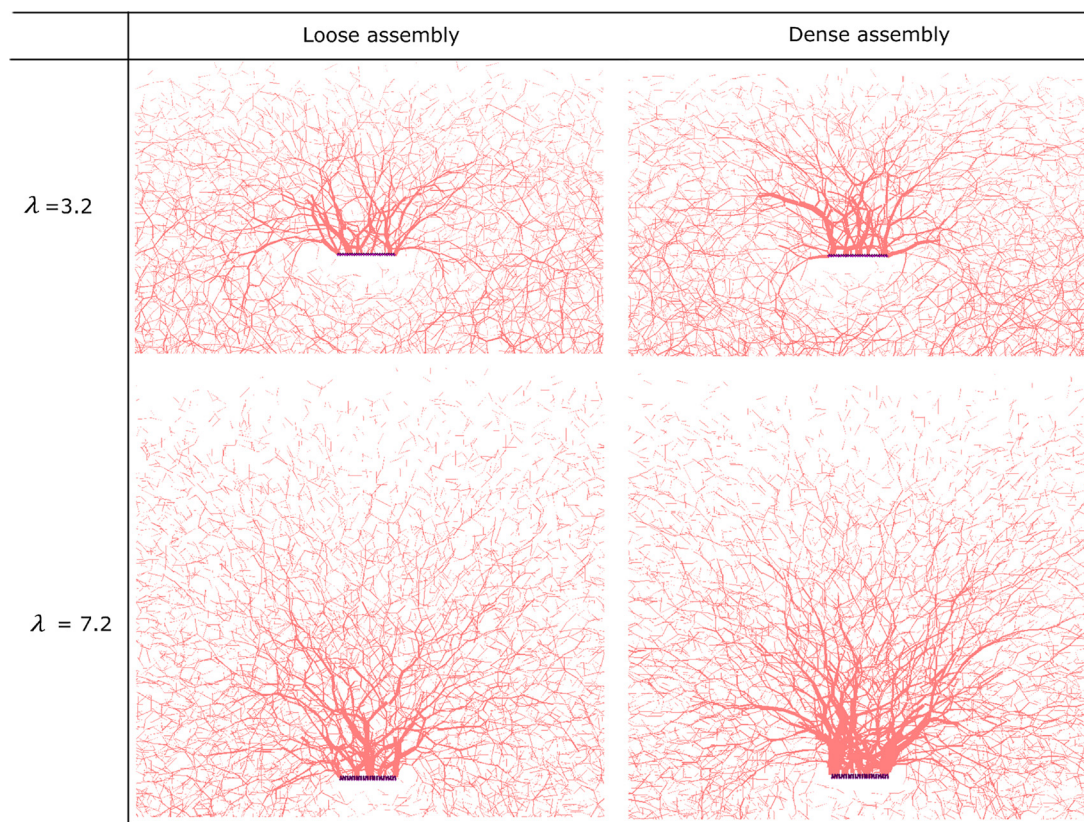 Loose assembly
Dense assembly
λ =3.2
λ = 7.2